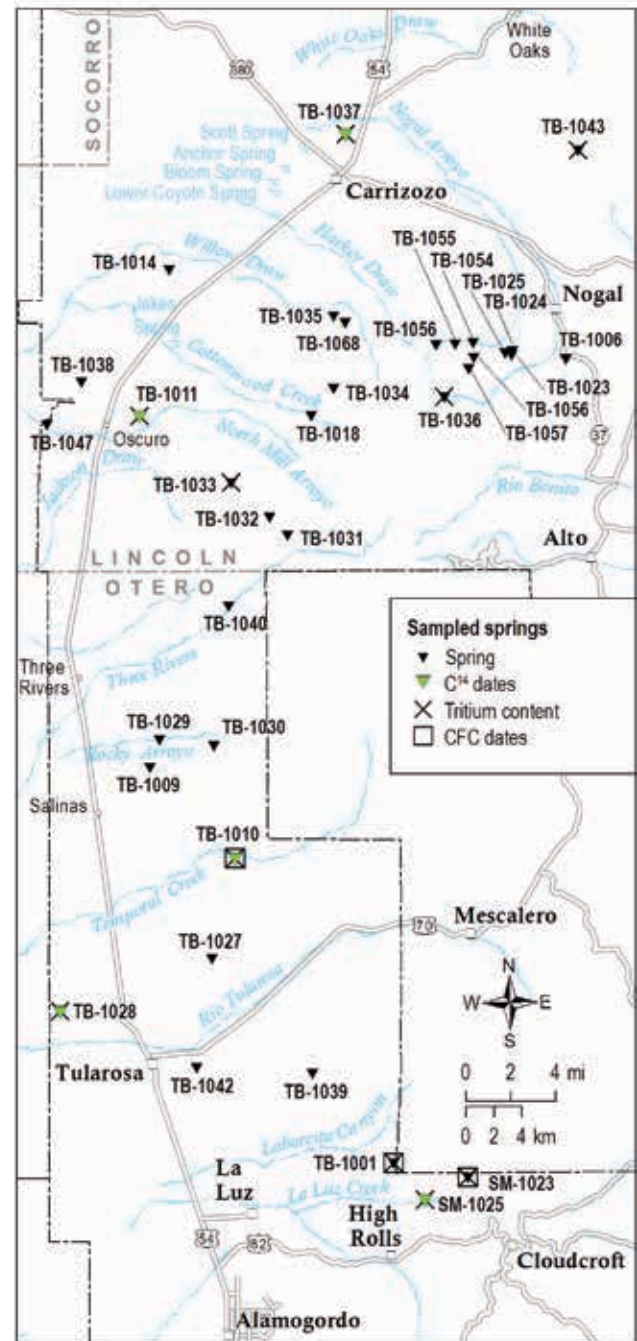 SOCORRO
380
54
White Oaks Draw
White
Oaks
TB-1037
TB-1043
Scott Spring
Anchor Spring
Bloom Spring
Lower Coyote Spring
Nogal Arroyo
Carrizozo
TB-1055
TB-1054
TB-1025
TB-1024
TB-1014
Willow Draw
Harkey Draw
Nogal
Jakes
Spring
TB-1035
TB-1068
TB-1056
TB-1006
TB-1038
Cottonwood Creek
TB-1011
TB-1034
TB-1036
TB-1023
TB-1056
TB-1057
TB-1047
Oscuro
TB-1018
37
Jackson Draw
North Mill Arroyo
TB-1033
Rio Bonito
TB-1032
TB-1031
Alto
LINCOLN
OTERO
TB-1040
Three
Rivers
Three Rivers
Sampled springs
Spring
C¹⁴ dates
Tritium content
CFC dates
TB-1029
TB-1030
Rocky Arroyo
TB-1009
Salinas
TB-1010
Temporal Creek
Mescalero
70
TB-1027
Rio Tularosa
N
W
E
S
TB-1028
Tularosa
TB-1042
TB-1039
0 2 4 mi
0 2 4 km
Laborcita Canyon
TB-1001
SM-1023
La
Luz
La Luz Creek
SM-1025
High
Rolls
54
82
Cloudcroft
Alamogordo